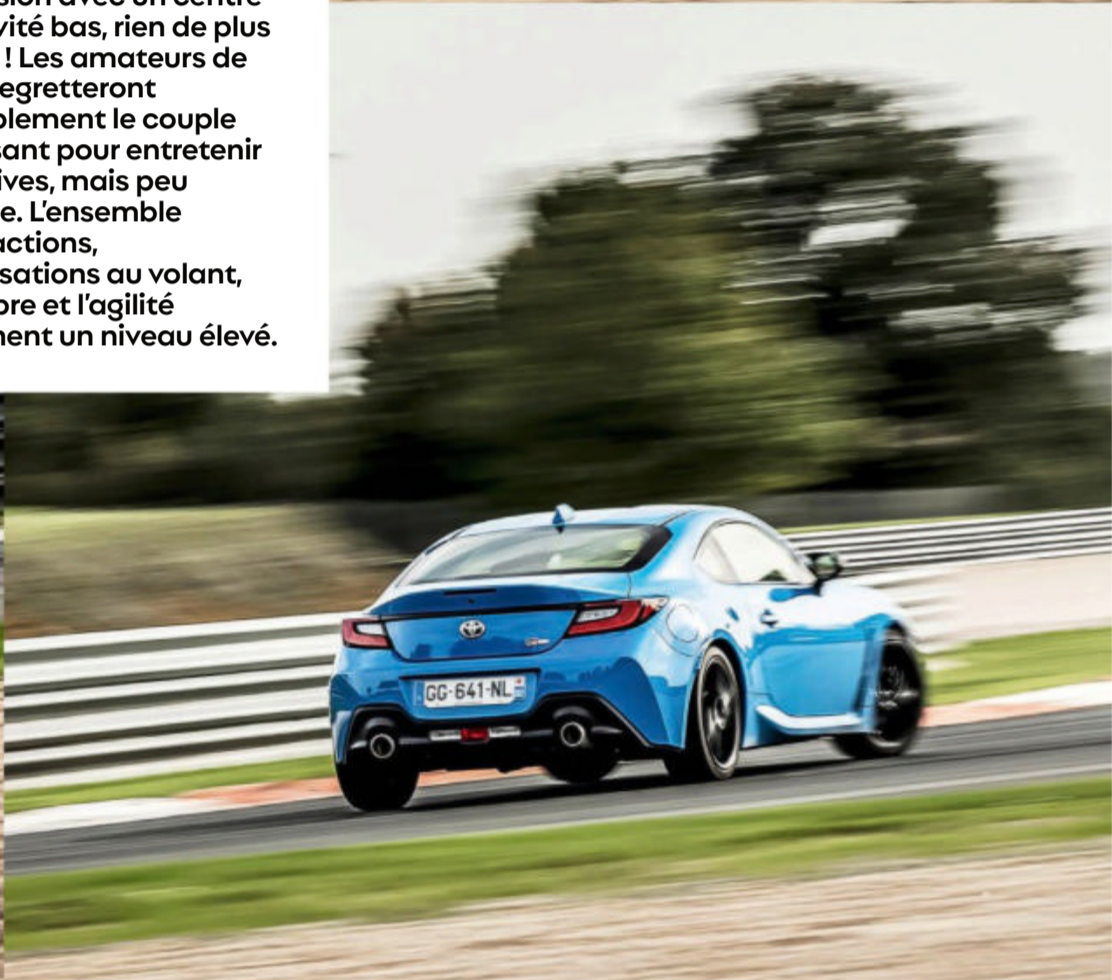 sion avec un centre
vité bas, rien de plus
! Les amateurs de
egretteront
blement le couple
sant pour entretenir
ives, mais peu
e. L'ensemble
actions,
sations au volant,
bre et l'agilité
nent un niveau élevé.
GG-641-NL